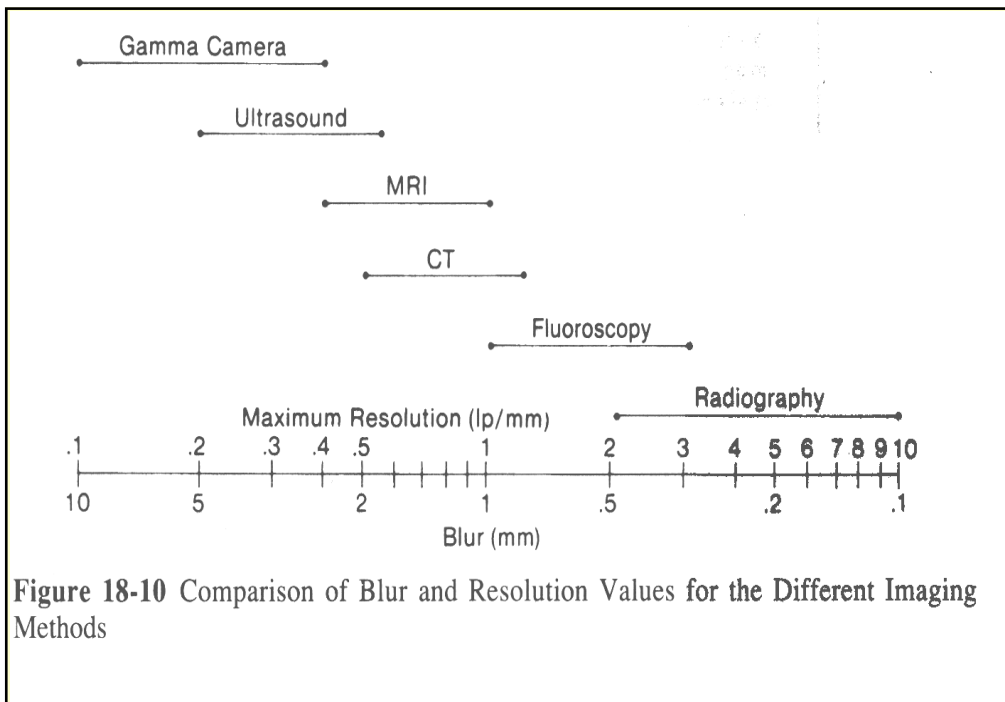 Gamma Camera
Ultrasound
MRI
CT
Fluoroscopy
Radiography
Maximum Resolution (lp/mm)
.1 .2 .3 .4 .5 1 2 3 4 5 6 7 8 9 10
10 5 2 1 .5 .2 .1
Blur (mm)
Figure 18-10 Comparison of Blur and Resolution Values for the Different Imaging
Methods